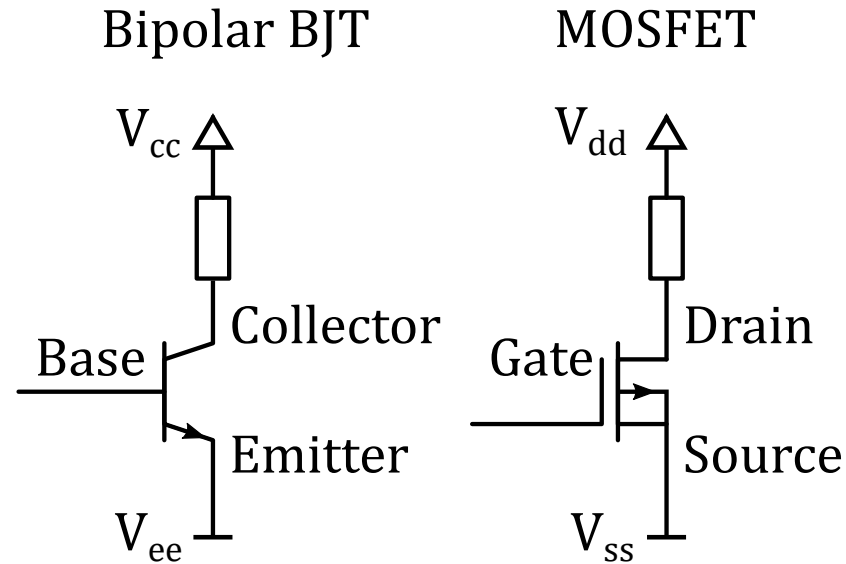 Bipolar BJT
MOSFET
Vcc
Vdd
Collector
Drain
Base
Gate
Emitter
Source
Vee
Vss